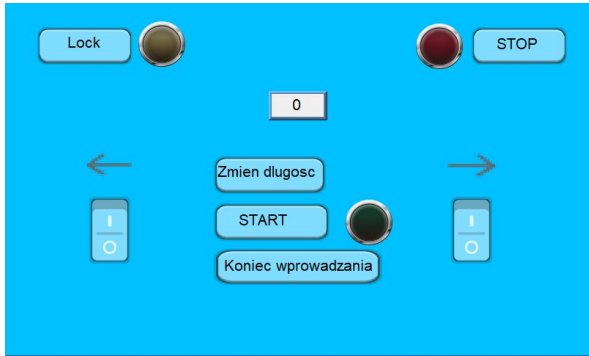 Lock
STOP
0
Zmien dlugosc
START
Koniec wprowadzania
I
O
I
O